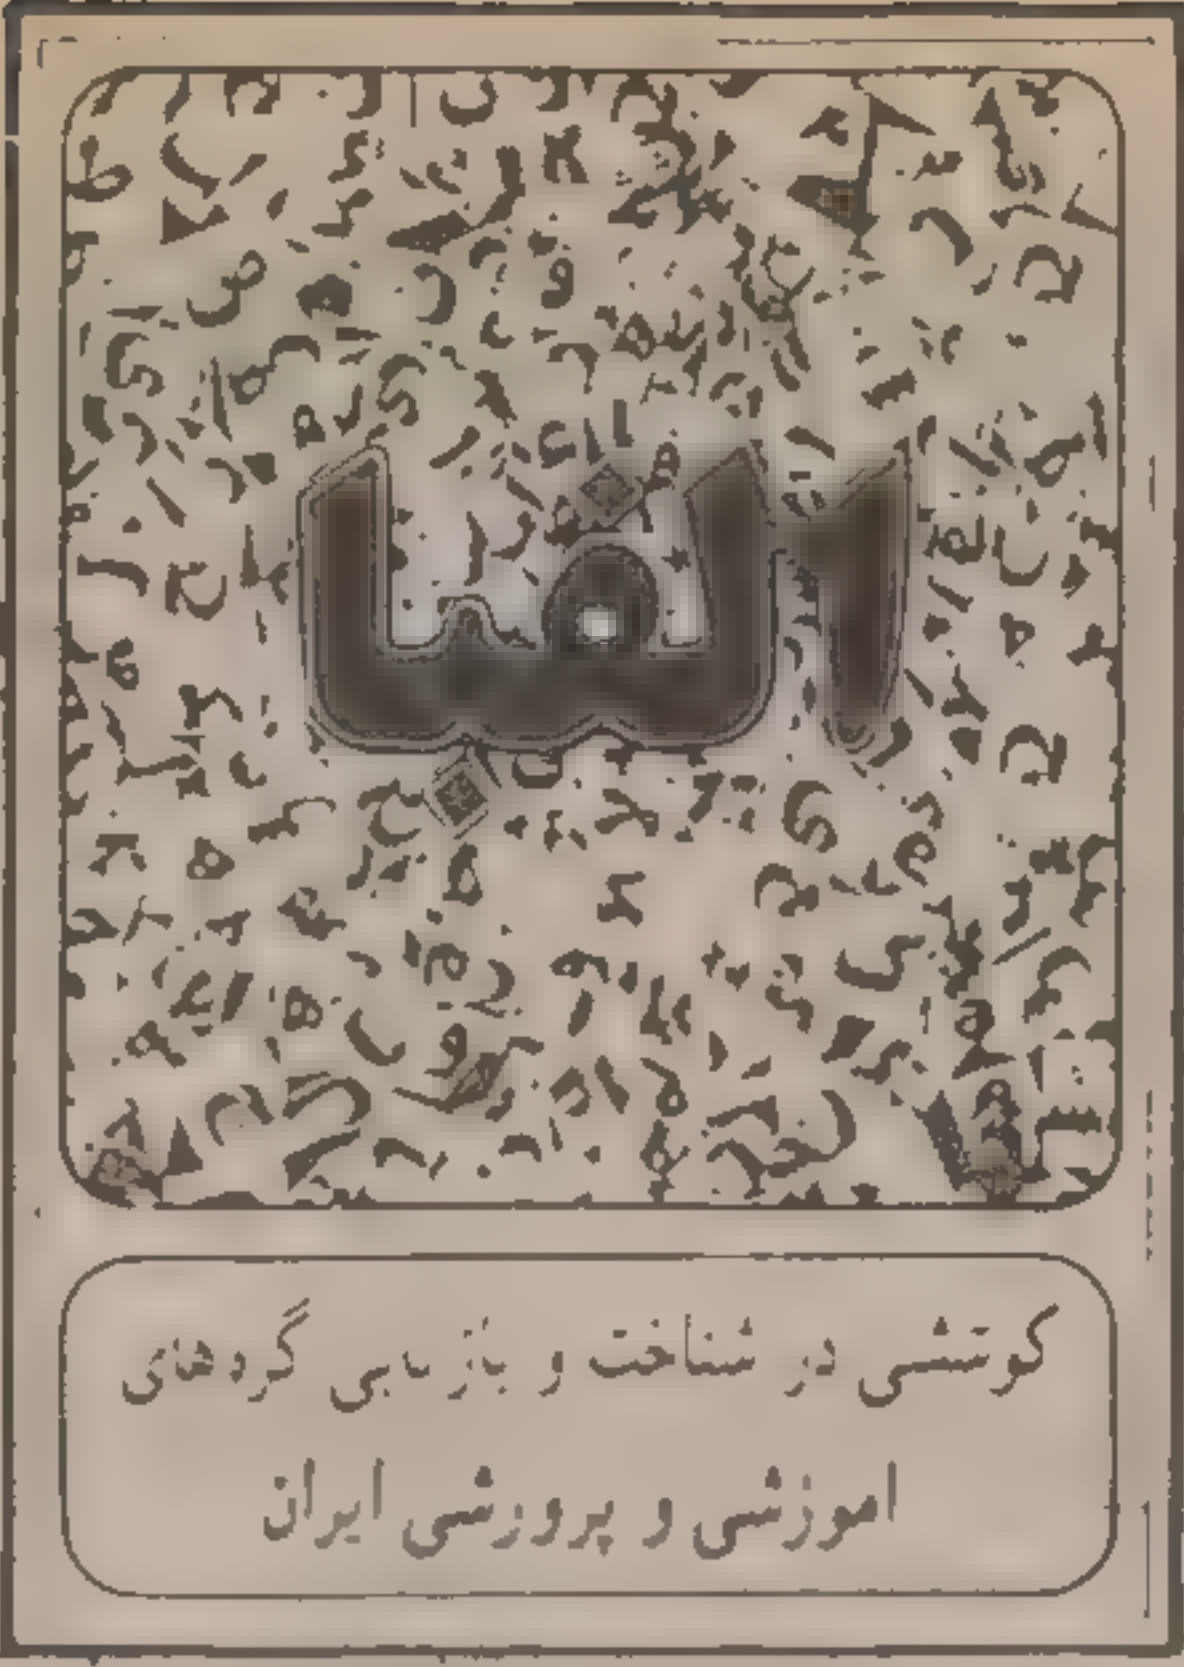 الفبا
کوششی در شناخت و بازیابی گره‌های
اموزشی و پرورشی ایران